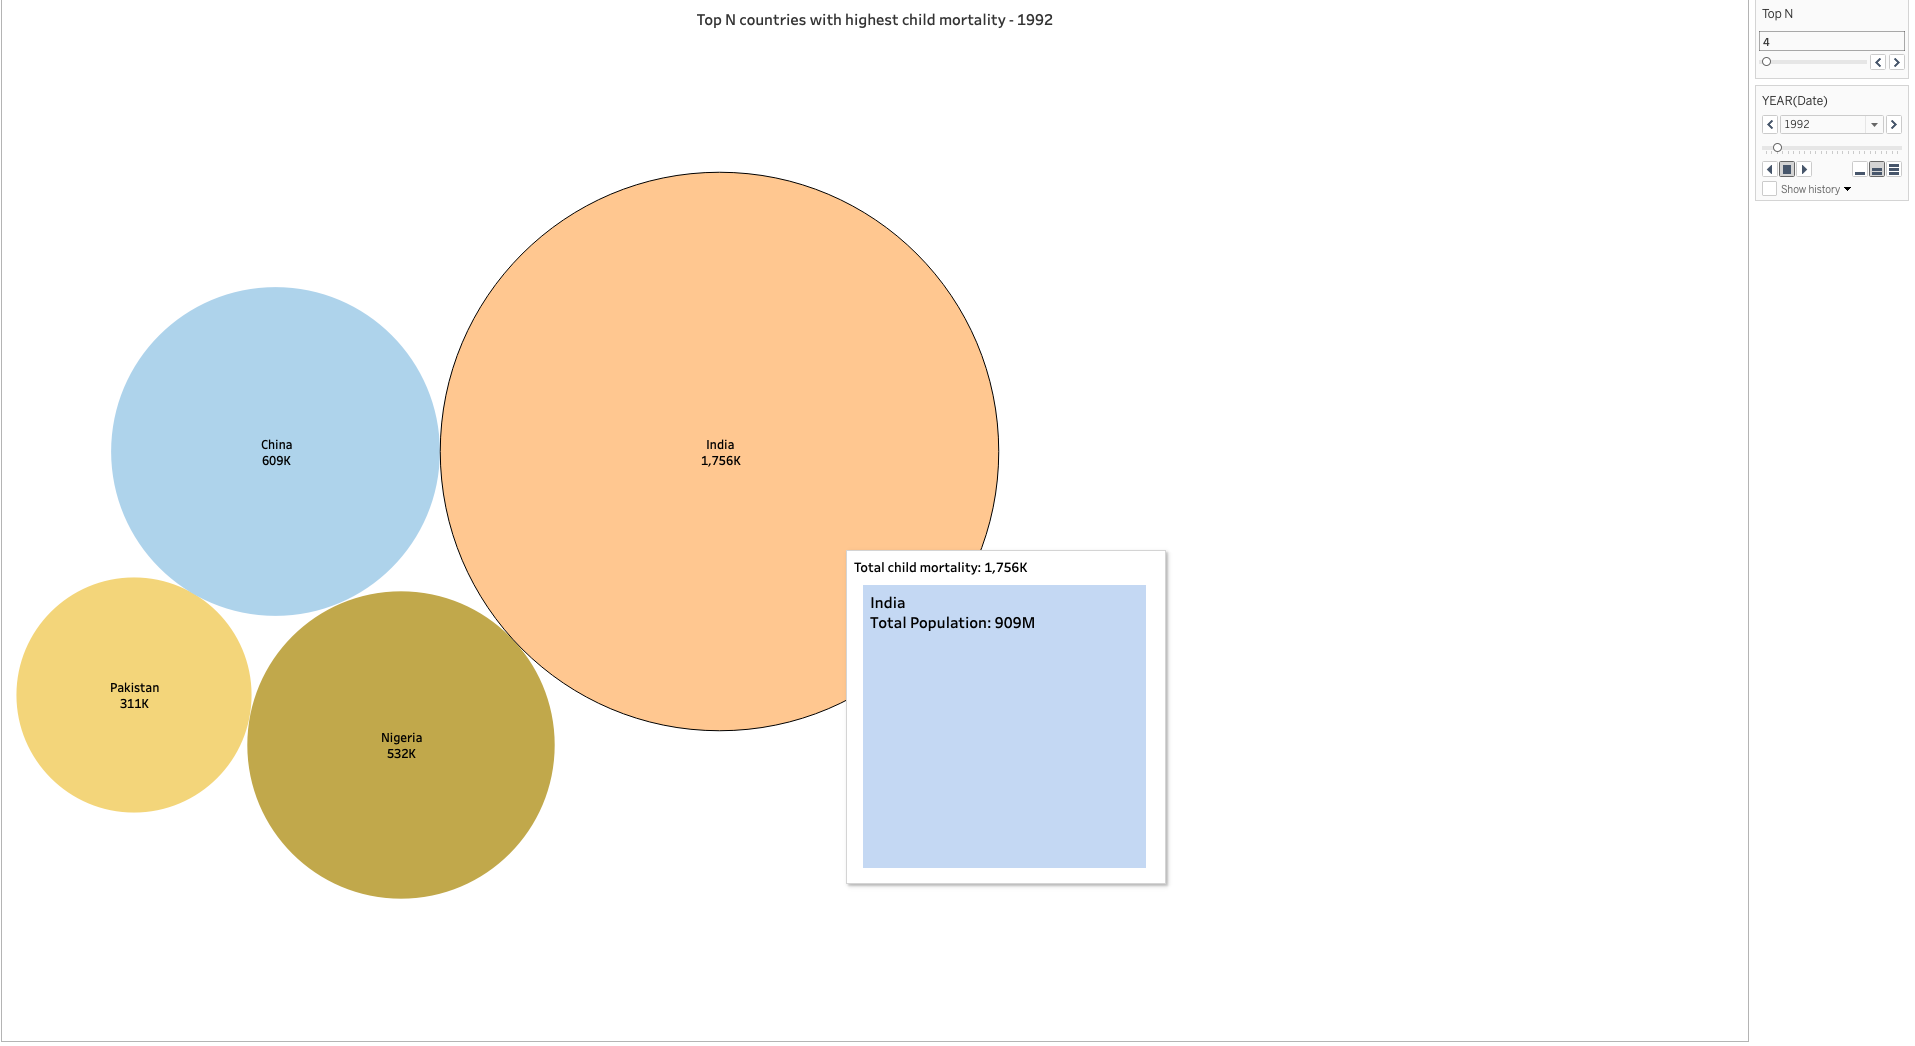 Top N countries with highest child mortality - 1992
Top N
4
YEAR(Date)
1992
Show history
China
609K
India
1,756K
Total child mortality: 1,756K
India
Total Population: 909M
Pakistan
311K
Nigeria
532K